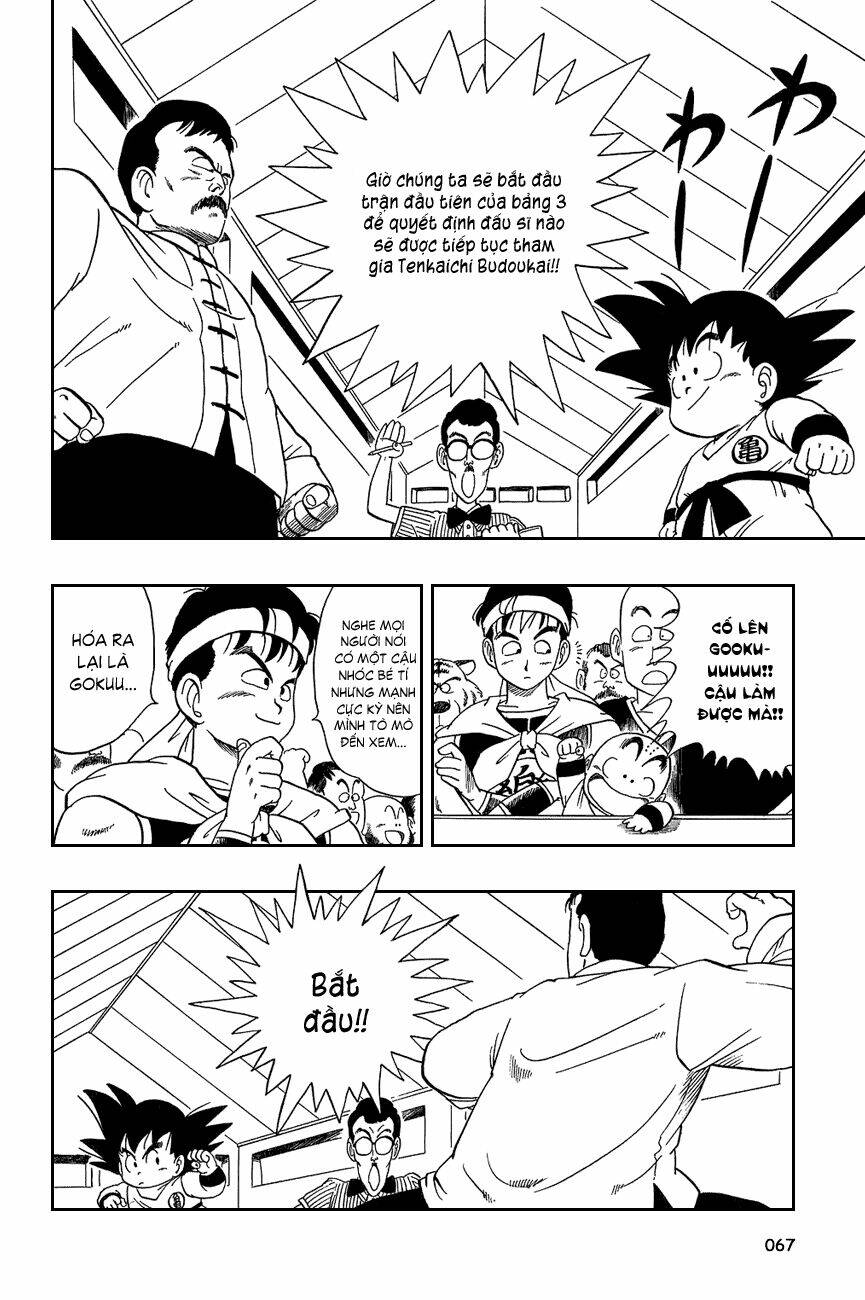 Giờ chúng ta sẽ bắt đầu
trận đầu tiên của bảng 3
để quyết định đấu sĩ nào
sẽ được tiếp tục tham
gia Tenkaichi Budoukai!!
わー
わー
亀
CỐ LÊN
GOOKU-
UUUUU!!
CẬU LÀM
ĐƯỢC MÀ!!
NGHE MỌI
NGƯỜI NÓI
CÓ MỘT CẬU
NHÓC BÉ TÍ
NHƯNG MẠNH
CỰC KỲ NÊN
MÌNH TÒ MÒ
ĐẾN XEM...
HÓA RA
LẠI LÀ
GOKUU...
Bắt
đầu!!
067